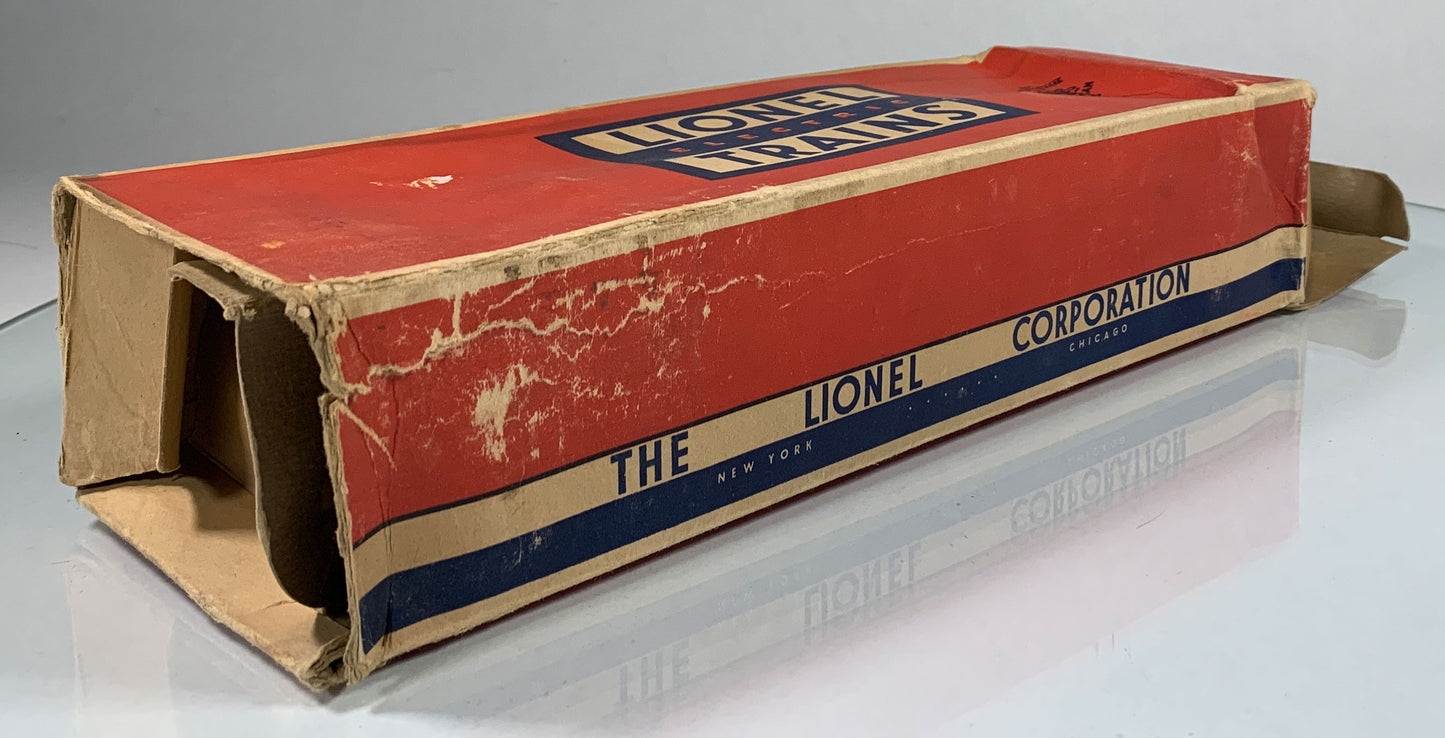 LIONEL
ELECTRIC
TRAINS
THE LIONEL CORPORATION
NEW YORK CHICAGO